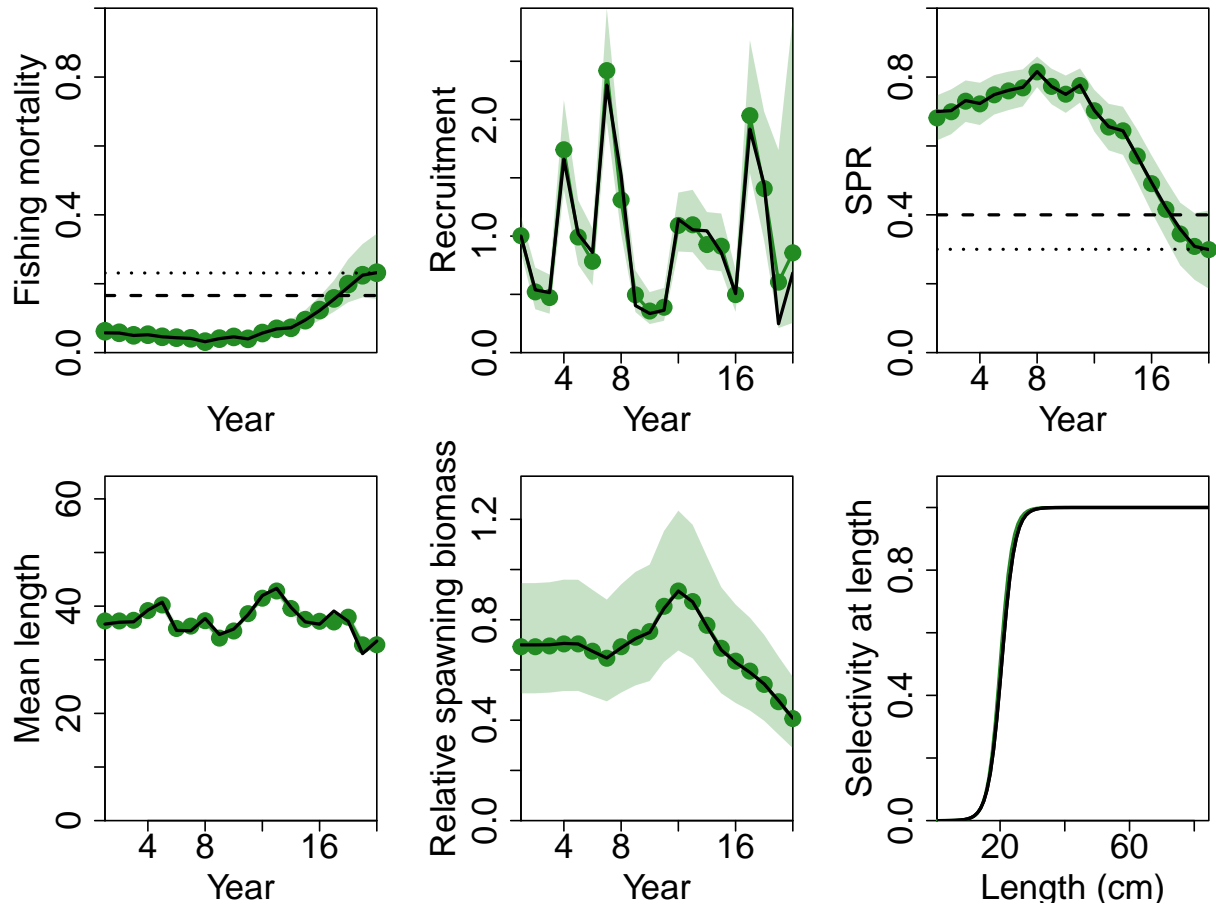 Fishing mortality
0.0 0.4 0.8
Year
Recruitment
0.0 1.0 2.0
4 8 16
Year
SPR
0.0 0.4 0.8
4 8 16
Year
Mean length
0 20 40 60
4 8 16
Year
Relative spawning biomass
0.0 0.4 0.8 1.2
4 8 16
Year
Selectivity at length
0.0 0.4 0.8
20 60
Length (cm)